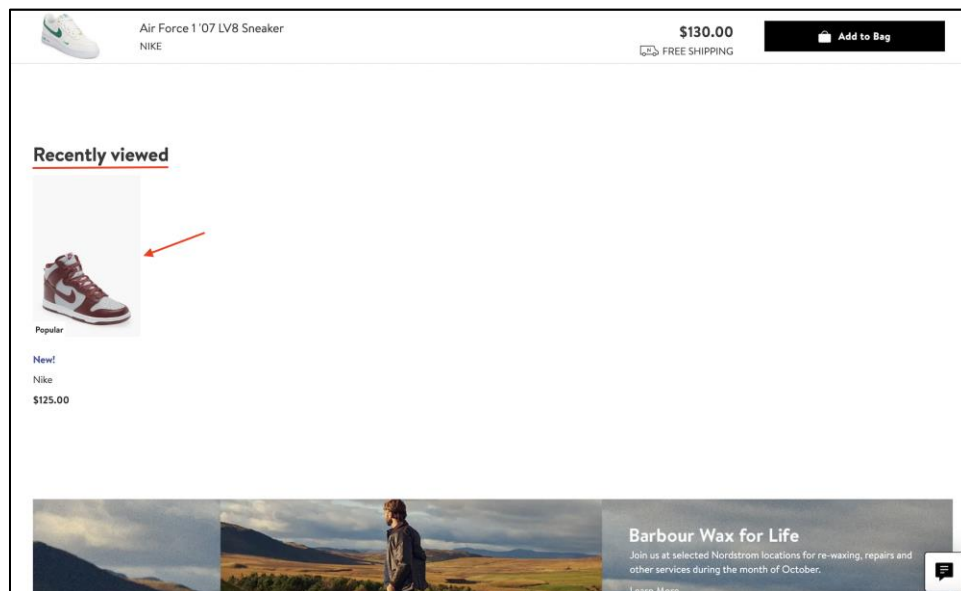 Air Force 1 '07 LV8 Sneaker
NIKE
$130.00
FREE SHIPPING
Add to Bag
Recently viewed
Popular
New!
Nike
$125.00
Barbour Wax for Life
Join us at selected Nordstrom locations for re-waxing, repairs and
other services during the month of October.
Learn More